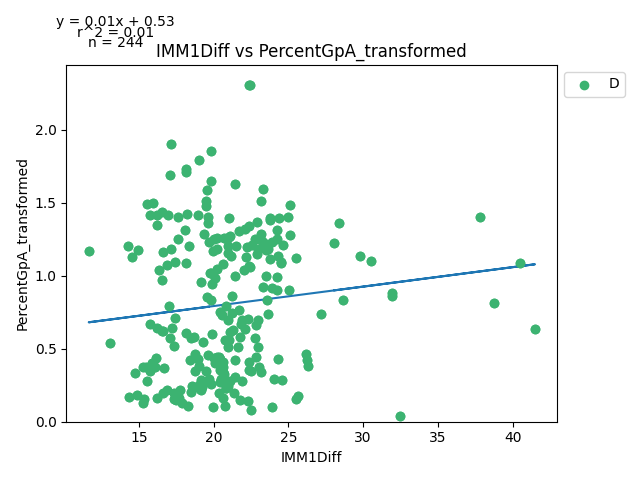 y = 0.01x + 0.53
r^2 = 0.01
n = 244
IMM1Diff vs PercentGpA_transformed
D
PercentGpA_transformed
2.0
1.5
1.0
0.5
0.0
15 20 25 30 35 40
IMM1Diff